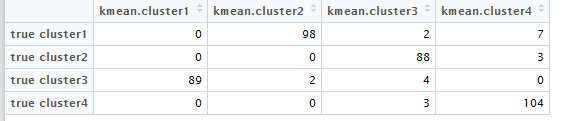 kmean.cluster1 kmean.cluster2 kmean.cluster3 kmean.cluster4
true cluster1 0 98 2 7
true cluster2 0 0 88 3
true cluster3 89 2 4 0
true cluster4 0 0 3 104